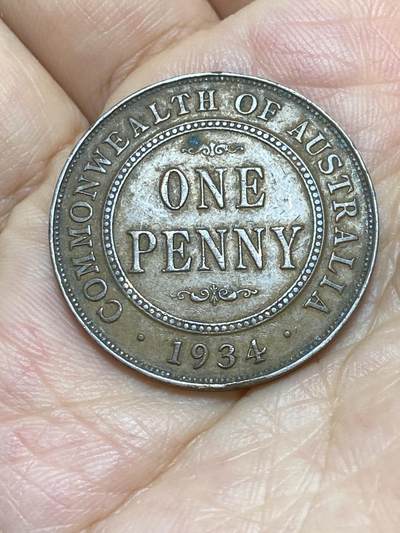 COMMONWEALTH OF AUSTRALIA
ONE
PENNY
· 1934 ·